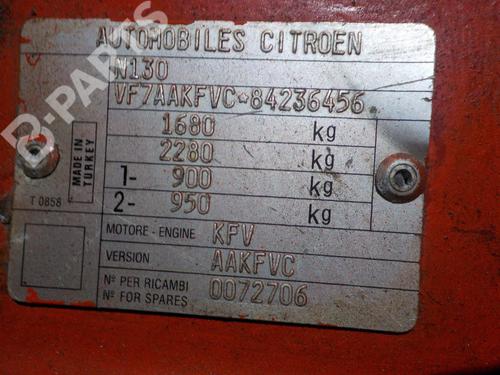 AUTOMOBILES CITROEN
N130
VF7AAKFVC*84236456
1680 kg
2280 kg
1- 900 kg
2- 950 kg
MADE IN
TURKEY
T 0858
MOTORE - ENGINE KFV
VERSION AAKFVC
Nº PER RICAMBI
Nº FOR SPARES 0072706
B-PARTS